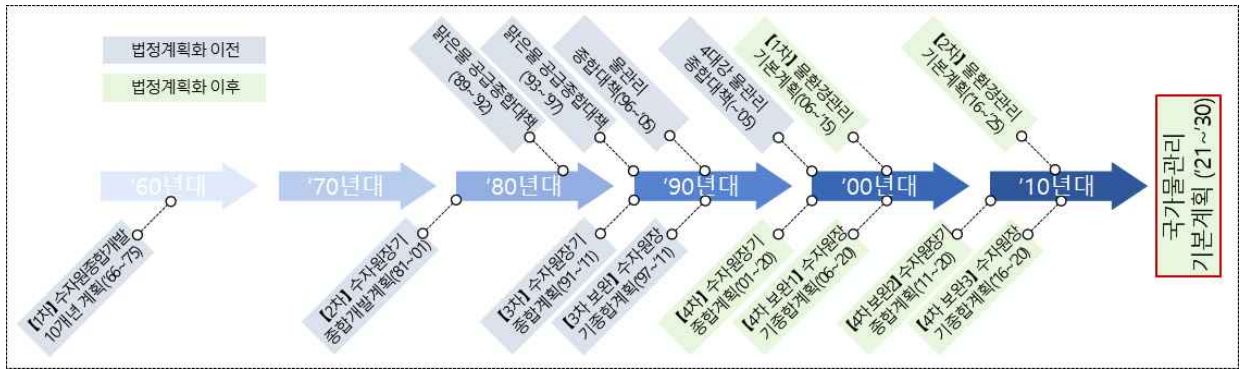 법정계획화 이전
법정계획화 이후
맑은물 공급종합대책
('89~'92)
맑은물 공급종합대책
('93~'97)
물관리
종합대책('96~'05)
4대강 물관리
종합대책(~'05)
【1차】 물환경관리
기본계획('06~'15)
【2차】 물환경관리
기본계획('16~'25)
'60년대
'70년대
'80년대
'90년대
'00년대
'10년대
국가물관리
기본계획 ('21~'30)
【1차】 수자원종합개발
10개년 계획('66~'75)
【2차】 수자원장기
종합개발계획(81~'01)
【3차】 수자원장기
종합계획(91~'11)
【3차 보완】 수자원장
기종합계획('97~'11)
【4차】 수자원장기
종합계획('01~'20)
【4차 보완1】 수자원장
기종합계획('06~'20)
【4차 보완2】 수자원장기
종합계획('11~'20)
【4차 보완3】 수자원장
기종합계획('16~'20)